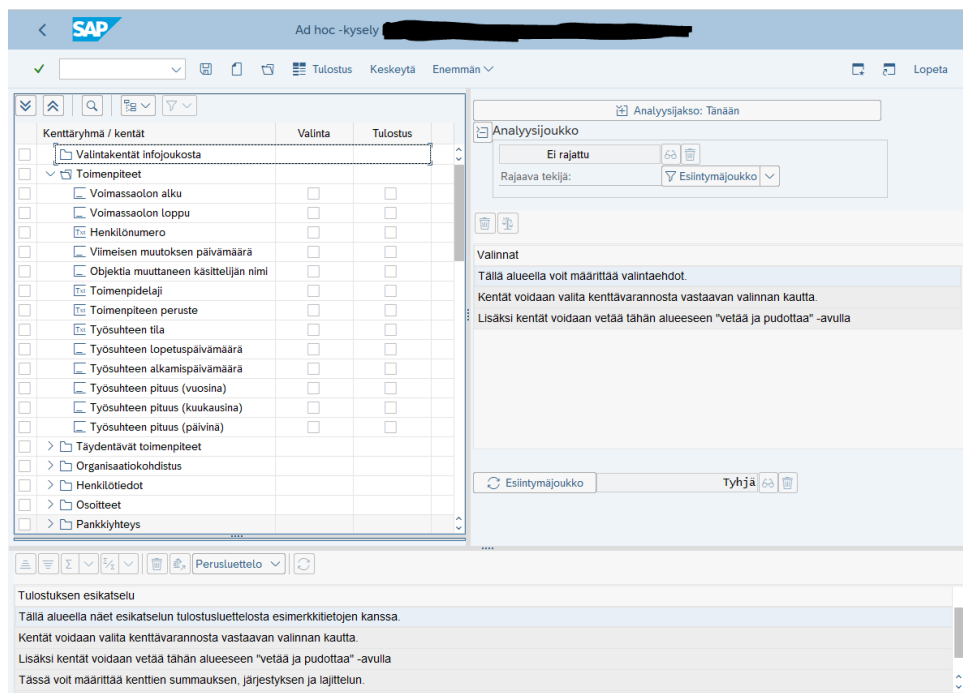 SAP
Ad hoc -kysely
Tulostus Keskeytä Enemmän
Lopeta
Kenttäryhmä / kentät Valinta Tulostus
Valintakentät infojoukosta
Toimenpiteet
Voimassaolon alku
Voimassaolon loppu
Txt Henkilönumero
Viimeisen muutoksen päivämäärä
Objektia muuttaneen käsittelijän nimi
Txt Toimenpidelaji
Txt Toimenpiteen peruste
Txt Työsuhteen tila
Työsuhteen lopetuspäivämäärä
Työsuhteen alkamispäivämäärä
Työsuhteen pituus (vuosina)
Työsuhteen pituus (kuukausina)
Työsuhteen pituus (päivinä)
Täydentävät toimenpiteet
Organisaatiokohdistus
Henkilötiedot
Osoitteet
Pankkiyhteys
Analyysijakso: Tänään
Analyysijoukko
Ei rajattu
Rajaava tekijä: Esiintymäjoukko
Valinnat
Tällä alueella voit määrittää valintaehdot.
Kentät voidaan valita kenttävarannosta vastaavan valinnan kautta.
Lisäksi kentät voidaan vetää tähän alueeseen "vetää ja pudottaa" -avulla
Esiintymäjoukko Tyhjä
Perusluettelo
Tulostuksen esikatselu
Tällä alueella näet esikatselun tulostusluettelosta esimerkkitietojen kanssa.
Kentät voidaan valita kenttävarannosta vastaavan valinnan kautta.
Lisäksi kentät voidaan vetää tähän alueeseen "vetää ja pudottaa" -avulla
Tässä voit määrittää kenttien summauksen, järjestyksen ja lajittelun.